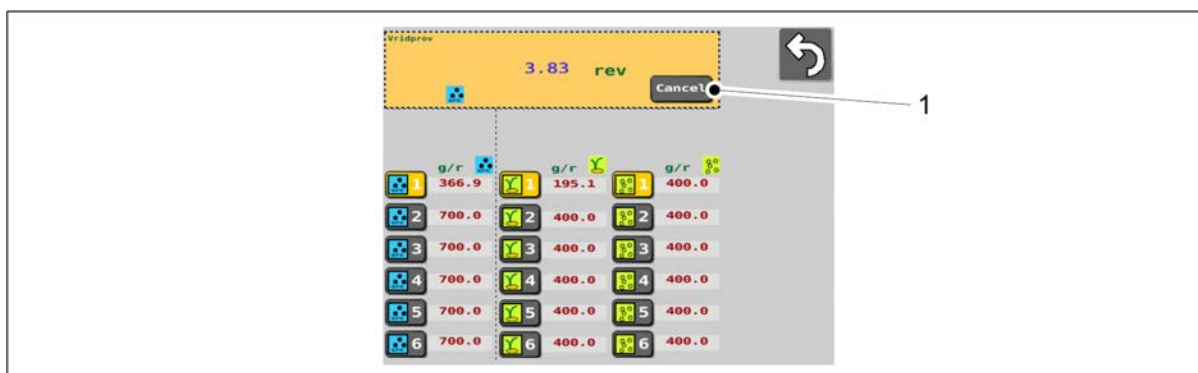 Vridprov
3.83 rev
Cancel
1
g/r g/r g/r
1 366.9 1 195.1 1 400.0
2 700.0 2 400.0 2 400.0
3 700.0 3 400.0 3 400.0
4 700.0 4 400.0 4 400.0
5 700.0 5 400.0 5 400.0
6 700.0 6 400.0 6 400.0